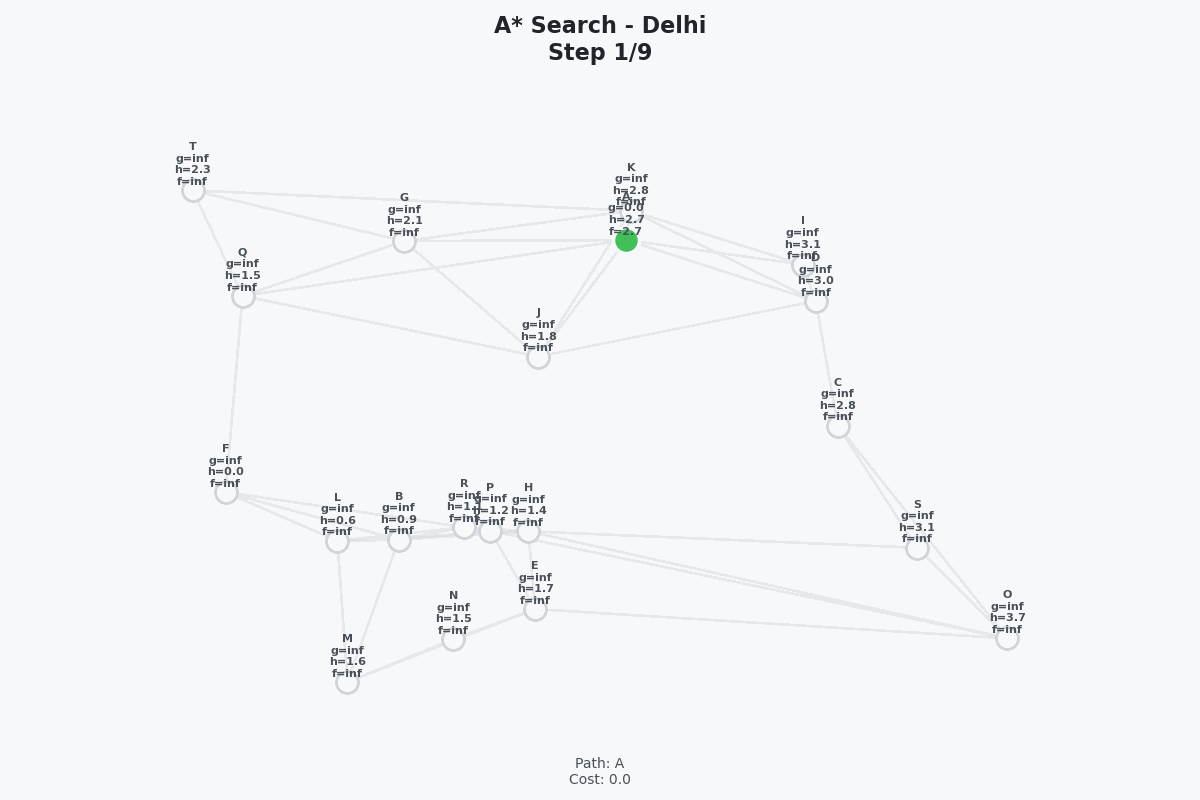 A* Search - Delhi
Step 1/9
T
g=inf
h=2.3
f=inf
K
g=inf
h=2.8
f=inf
A
g=0.0
h=2.7
f=2.7
G
g=inf
h=2.1
f=inf
I
g=inf
h=3.1
f=inf
D
g=inf
h=3.0
f=inf
Q
g=inf
h=1.5
f=inf
J
g=inf
h=1.8
f=inf
C
g=inf
h=2.8
f=inf
F
g=inf
h=0.0
f=inf
L
g=inf
h=0.6
f=inf
B
g=inf
h=0.9
f=inf
R
g=inf
f=inf
P
g=inf
h=1.2
f=inf
H
g=inf
h=1.4
f=inf
S
g=inf
h=3.1
f=inf
E
g=inf
h=1.7
f=inf
N
g=inf
h=1.5
f=inf
O
g=inf
h=3.7
f=inf
M
g=inf
h=1.6
f=inf
Path: A
Cost: 0.0